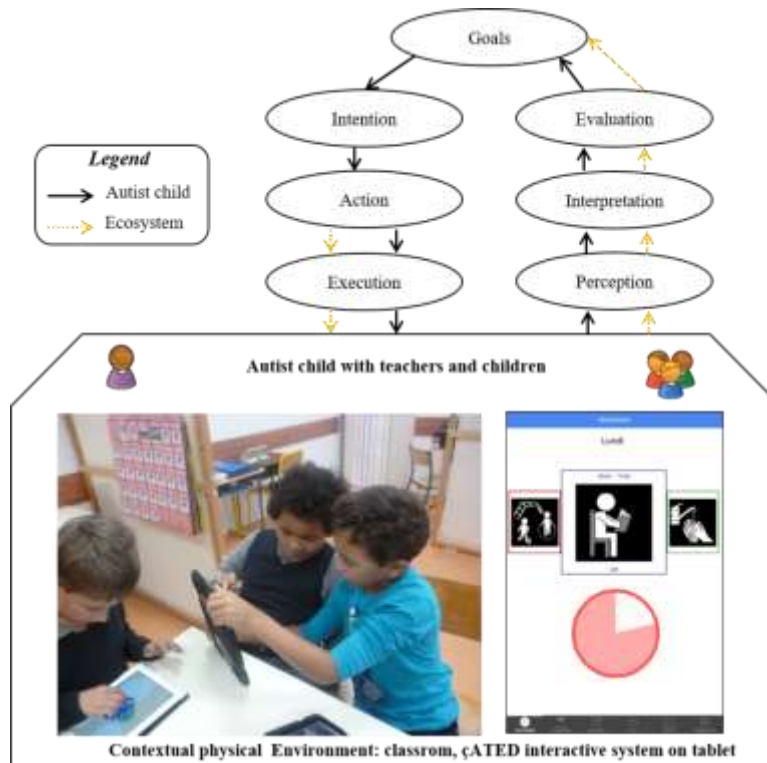 Goals
Intention
Evaluation
Legend
Autist child
Ecosystem
Action
Interpretation
Execution
Perception
Autist child with teachers and children
Lundi
Contextual physical Environment: classrom, çATED interactive system on tablet